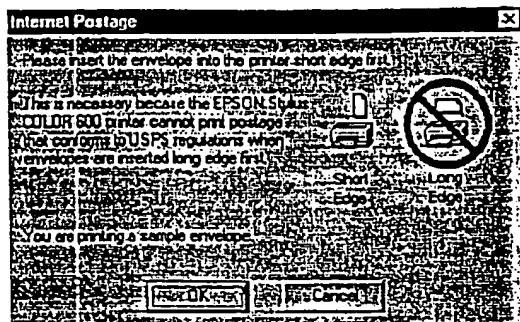 Internet Postage
Please insert the envelope into the printer short edge first.
This is necessary because the EPSON Stylus
COLOR 600 printer cannot print postage
that conforms to USPS regulations when
envelopes are inserted long edge first.
Short
Edge
Long
Edge
You are printing a sample envelope.
OK
Cancel